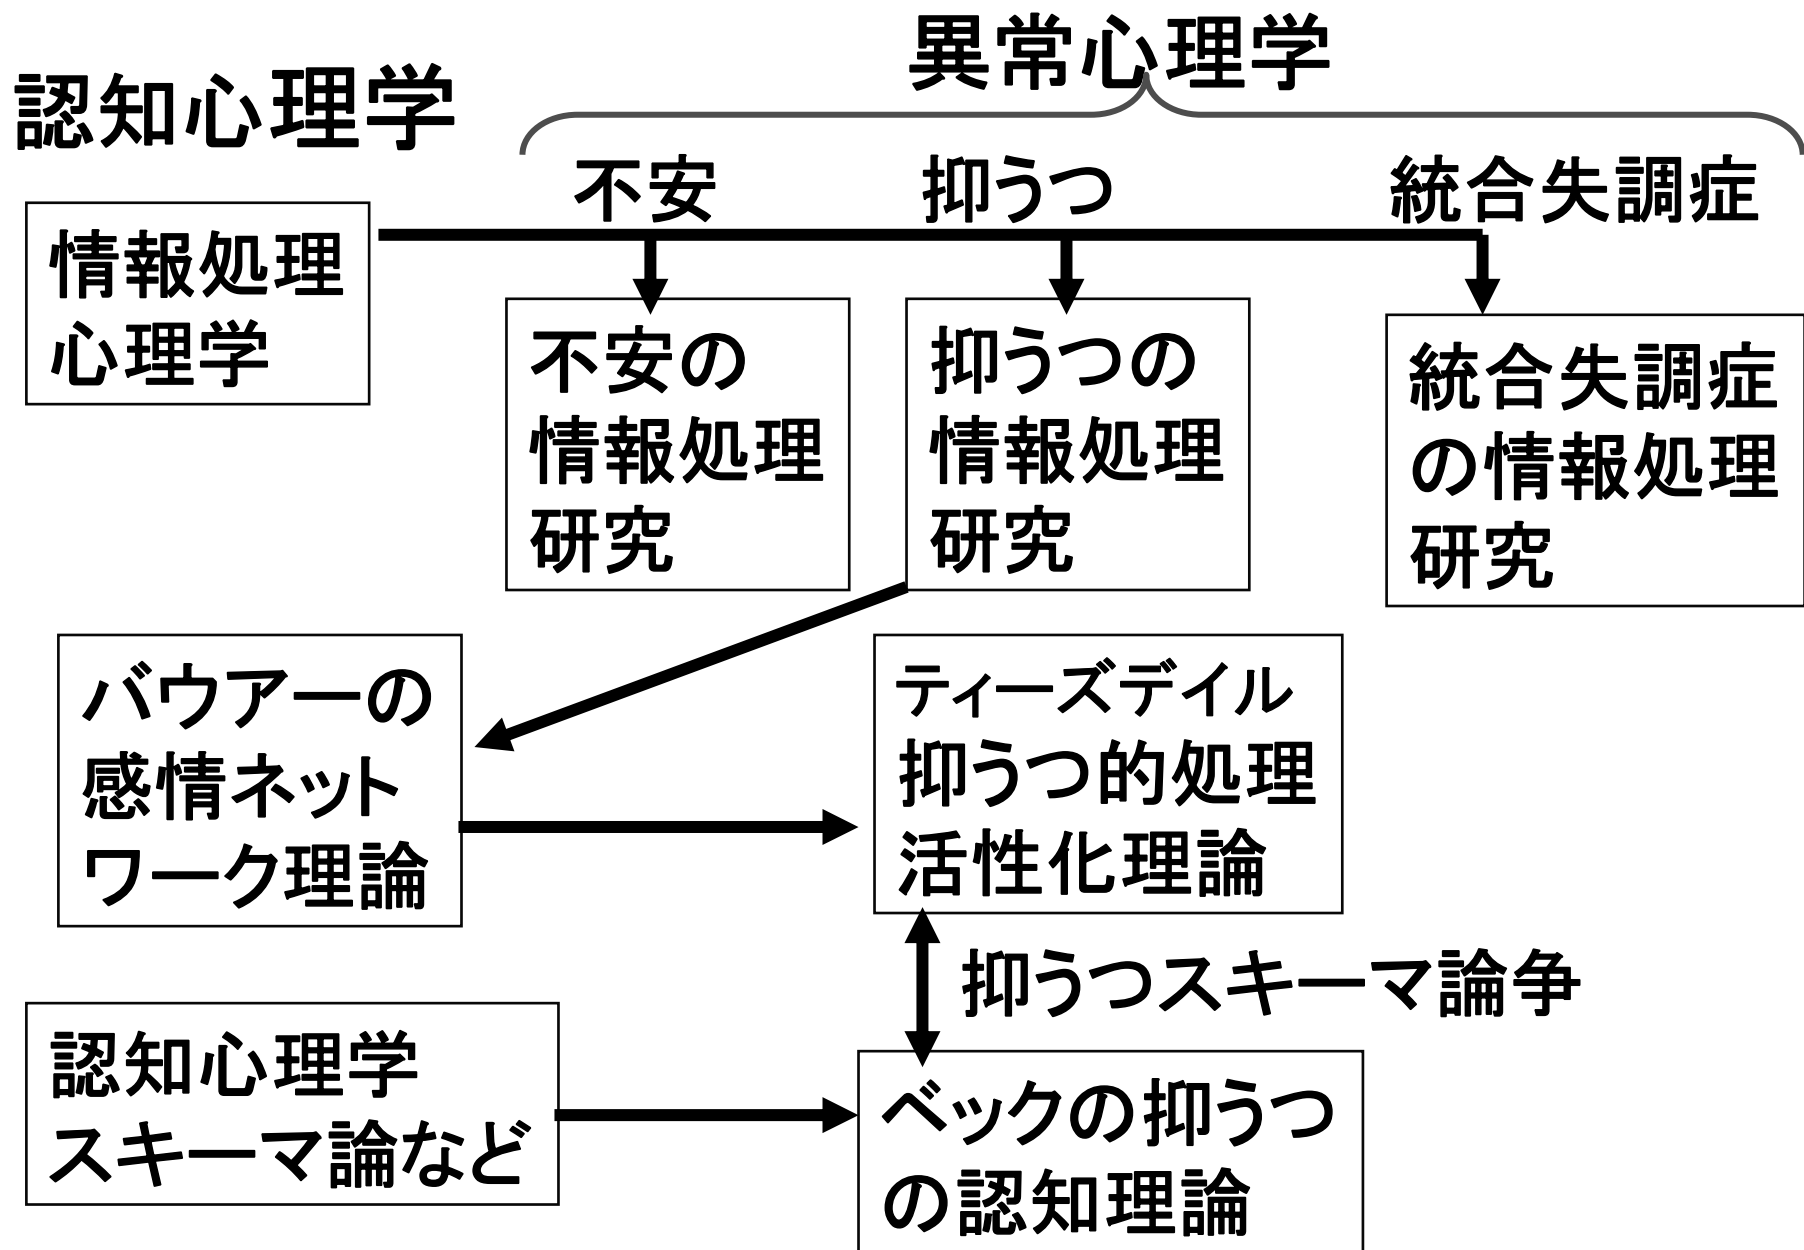 異常心理学
認知心理学
不安
抑うつ
統合失調症
情報処理
心理学
不安の
情報処理
研究
抑うつの
情報処理
研究
統合失調症
の情報処理
研究
バウアーの
感情ネット
ワーク理論
ティーズデイル
抑うつ的処理
活性化理論
抑うつスキーマ論争
認知心理学
スキーマ論など
ベックの抑うつ
の認知理論